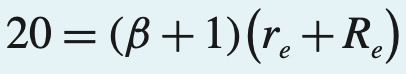 20 = (β + 1)(rₑ + Rₑ)